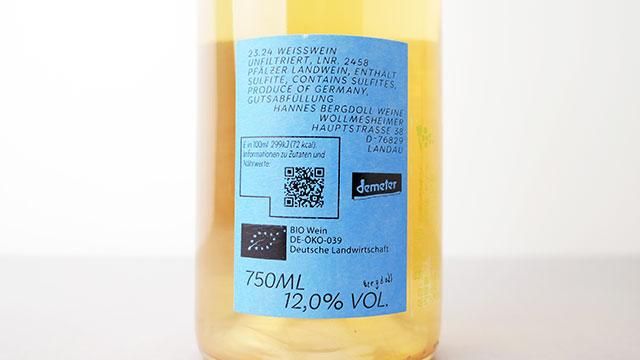 23.24 WEISSWEIN
UNFILTRIERT, LNR. 2458
PFÄLZER LANDWEIN, ENTHÄLT
SULFITE, CONTAINS SULFITES,
PRODUCE OF GERMANY,
GUTSABFÜLLUNG
HANNES BERGDOLL WEINE
WOLLMESHEIMER
HAUPTSTRASSE 38
D-76829
LANDAU
E in 100ml: 299kJ (72 kcal).
Informationen zu Zutaten und
Nährwerte:
demeter
BIO Wein
DE-ÖKO-039
Deutsche Landwirtschaft
750ML
bergdoll
12,0% VOL.